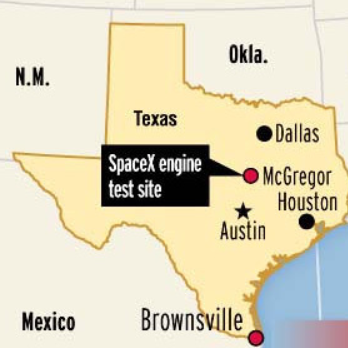 Okla.
N.M.
Texas
Dallas
SpaceX engine
test site
McGregor
Houston
Austin
Mexico
Brownsville